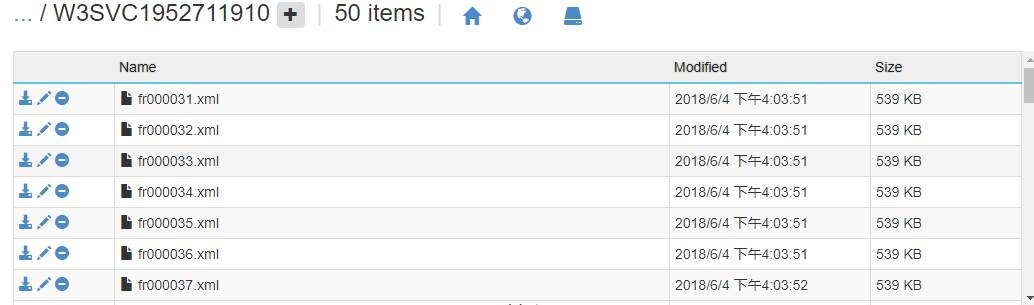 ... / W3SVC1952711910 + | 50 items |
Name Modified Size
fr000031.xml 2018/6/4 下午4:03:51 539 KB
fr000032.xml 2018/6/4 下午4:03:51 539 KB
fr000033.xml 2018/6/4 下午4:03:51 539 KB
fr000034.xml 2018/6/4 下午4:03:51 539 KB
fr000035.xml 2018/6/4 下午4:03:51 539 KB
fr000036.xml 2018/6/4 下午4:03:51 539 KB
fr000037.xml 2018/6/4 下午4:03:52 539 KB